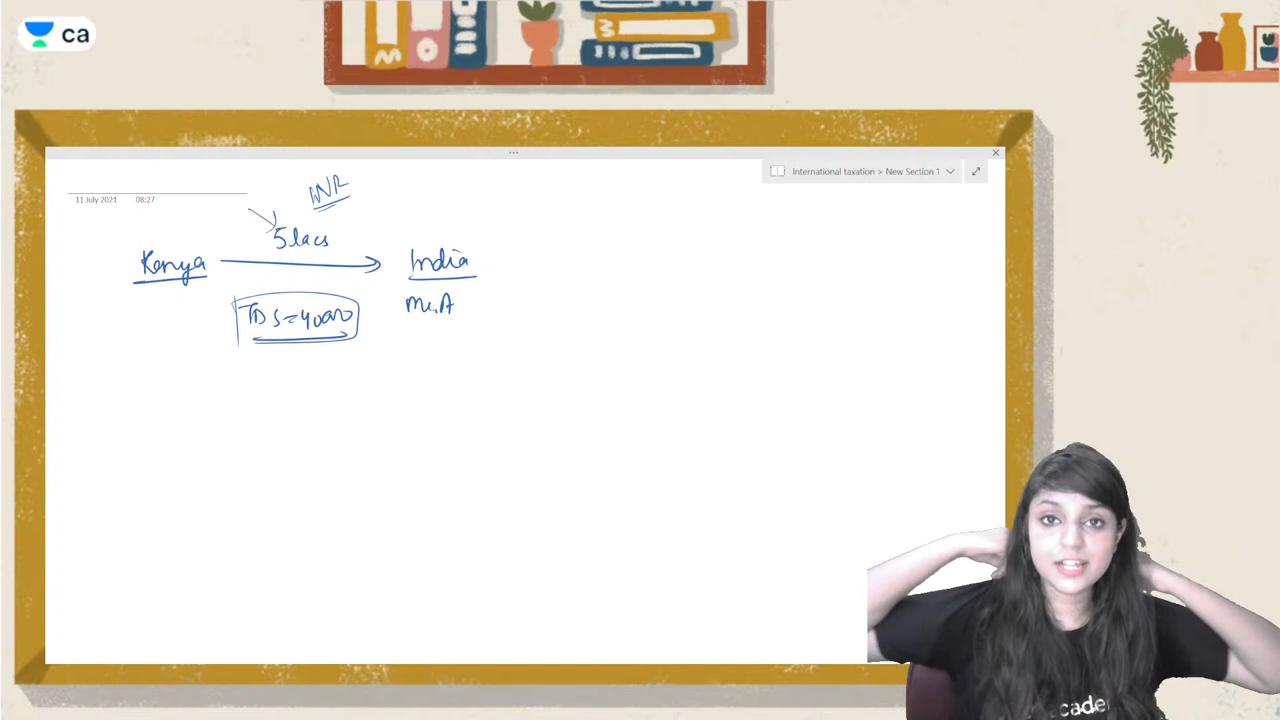 ca
International taxation > New Section 1
11 July 2021 08:27
INR
5 lacs
Kenya India
TDS = 40000 Mr. A
cader